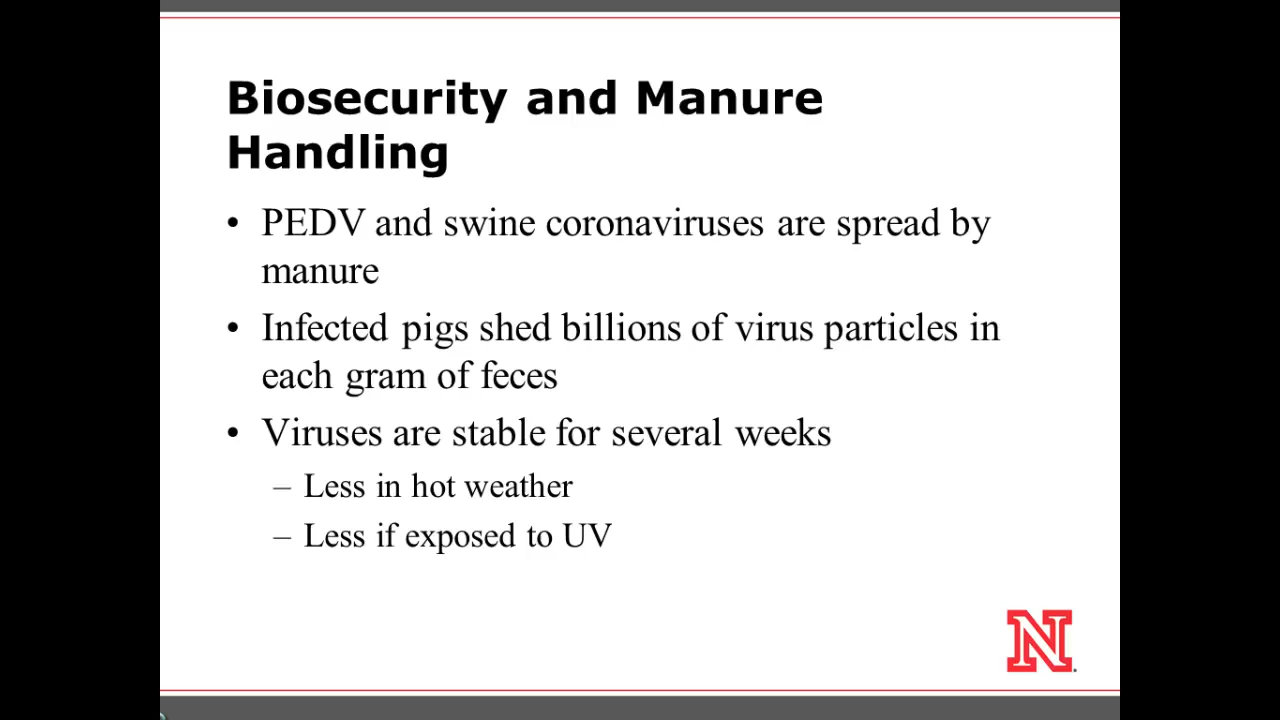 Biosecurity and Manure
Handling
• PEDV and swine coronaviruses are spread by
manure
• Infected pigs shed billions of virus particles in
each gram of feces
• Viruses are stable for several weeks
– Less in hot weather
– Less if exposed to UV
N